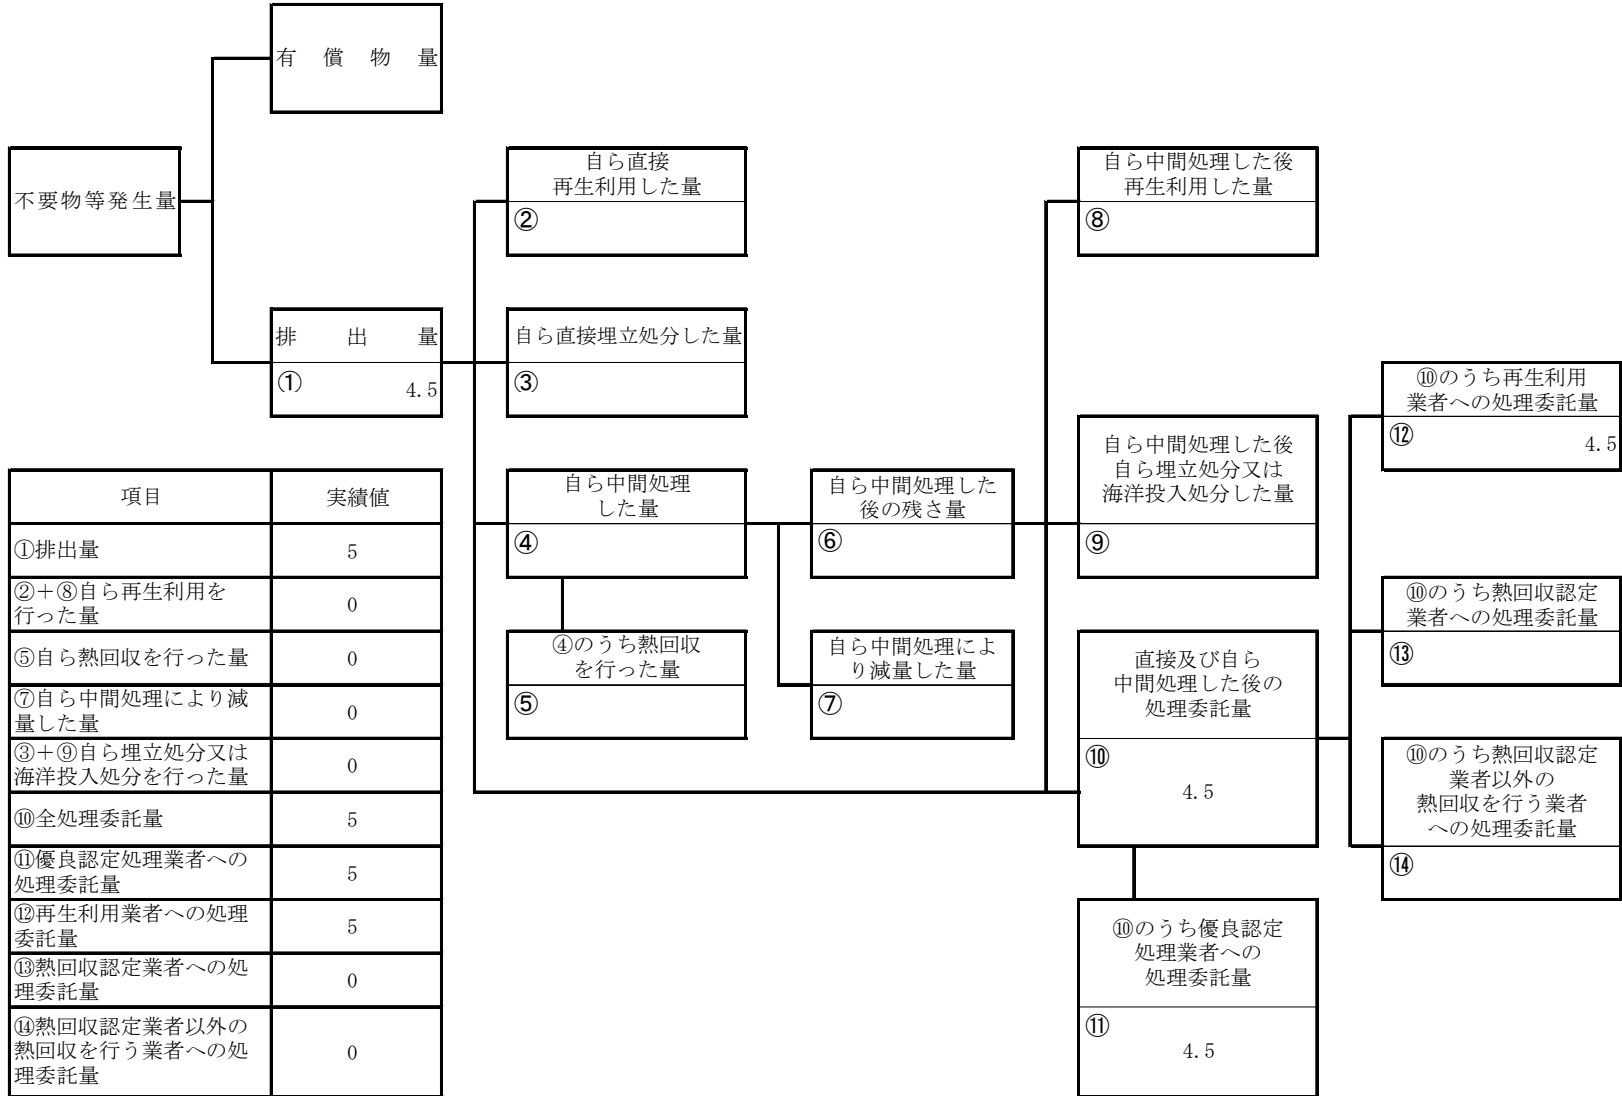 有償物量
不要物等発生量
排出量
①
4.5
自ら直接
再生利用した量
②
自ら直接埋立処分した量
③
自ら中間処理
した量
④
④のうち熱回収
を行った量
⑤
自ら中間処理した
後の残さ量
⑥
自ら中間処理によ
り減量した量
⑦
自ら中間処理した後
再生利用した量
⑧
自ら中間処理した後
自ら埋立処分又は
海洋投入処分した量
⑨
直接及び自ら
中間処理した後の
処理委託量
⑩
4.5
⑩のうち優良認定
処理業者への
処理委託量
⑪
4.5
⑩のうち再生利用
業者への処理委託量
⑫
4.5
⑩のうち熱回収認定
業者への処理委託量
⑬
⑩のうち熱回収認定
業者以外の
熱回収を行う業者
への処理委託量
⑭
項目 実績値
①排出量 5
②+⑧自ら再生利用を
行った量 0
⑤自ら熱回収を行った量 0
⑦自ら中間処理により減
量した量 0
③+⑨自ら埋立処分又は
海洋投入処分を行った量 0
⑩全処理委託量 5
⑪優良認定処理業者への
処理委託量 5
⑫再生利用業者への処理
委託量 5
⑬熱回収認定業者への処
理委託量 0
⑭熱回収認定業者以外の
熱回収を行う業者への処 0
理委託量